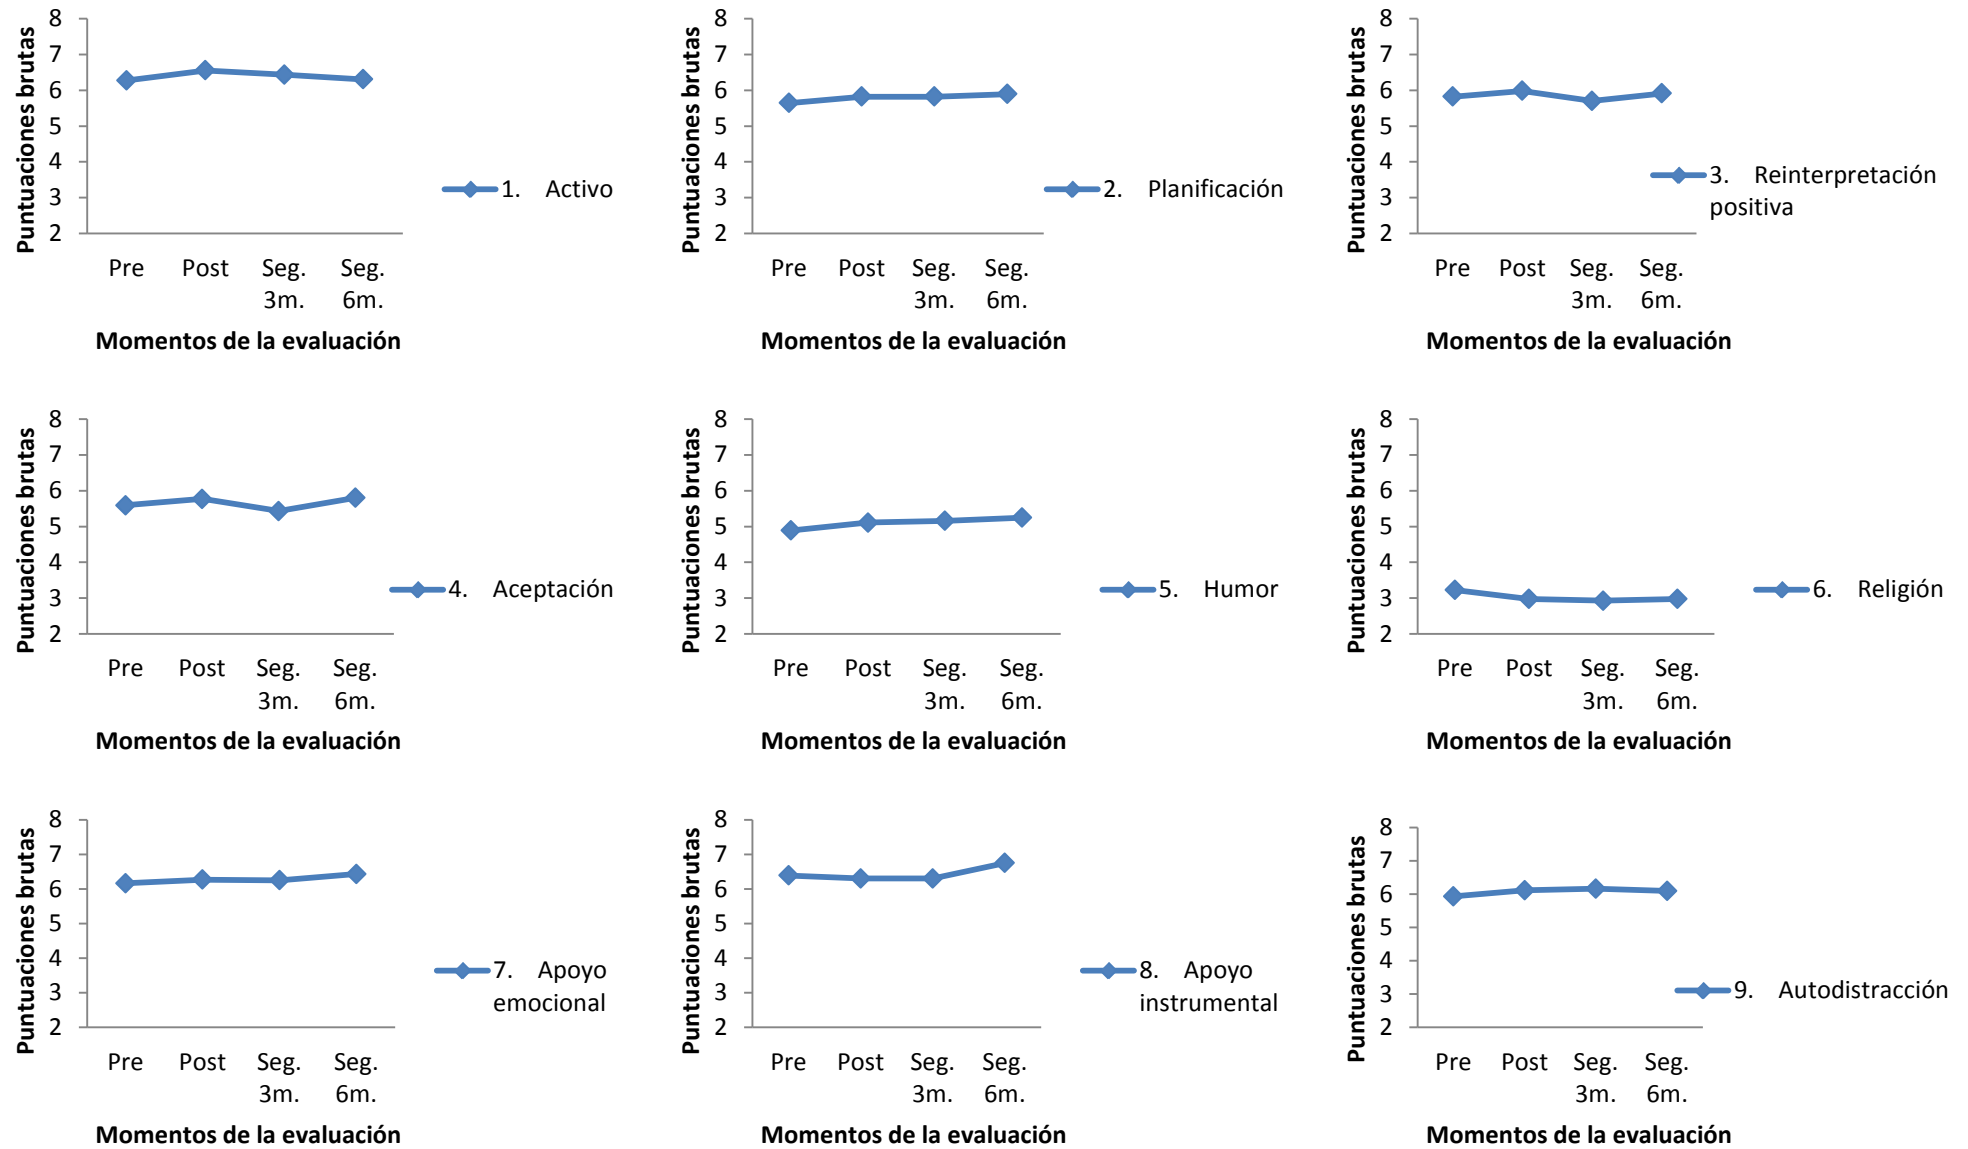 Puntuaciones brutas
8
7
6
5
4
3
2
Pre Post Seg. 3m. Seg. 6m.
Momentos de la evaluación
1. Activo
Puntuaciones brutas
8
7
6
5
4
3
2
Pre Post Seg. 3m. Seg. 6m.
Momentos de la evaluación
2. Planificación
Puntuaciones brutas
8
7
6
5
4
3
2
Pre Post Seg. 3m. Seg. 6m.
Momentos de la evaluación
3. Reinterpretación
positiva
Puntuaciones brutas
8
7
6
5
4
3
2
Pre Post Seg. 3m. Seg. 6m.
Momentos de la evaluación
4. Aceptación
Puntuaciones brutas
8
7
6
5
4
3
2
Pre Post Seg. 3m. Seg. 6m.
Momentos de la evaluación
5. Humor
Puntuaciones brutas
8
7
6
5
4
3
2
Pre Post Seg. 3m. Seg. 6m.
Momentos de la evaluación
6. Religión
Puntuaciones brutas
8
7
6
5
4
3
2
Pre Post Seg. 3m. Seg. 6m.
Momentos de la evaluación
7. Apoyo
emocional
Puntuaciones brutas
8
7
6
5
4
3
2
Pre Post Seg. 3m. Seg. 6m.
Momentos de la evaluación
8. Apoyo
instrumental
Puntuaciones brutas
8
7
6
5
4
3
2
Pre Post Seg. 3m. Seg. 6m.
Momentos de la evaluación
9. Autodistracción